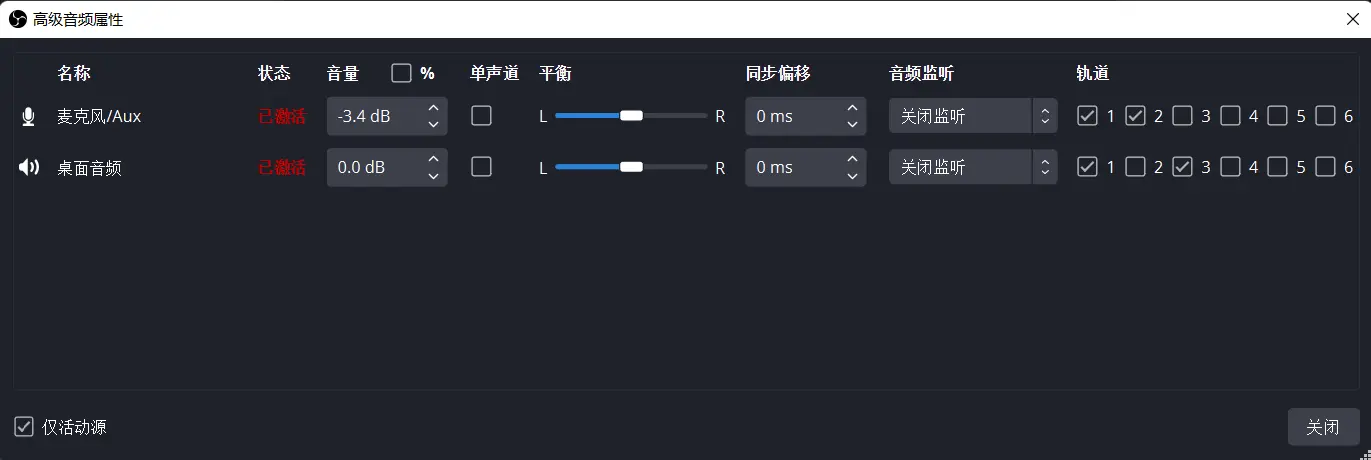 高级音频属性
名称 状态 音量 % 单声道 平衡 同步偏移 音频监听 轨道
麦克风/Aux 已激活 -3.4 dB L R 0 ms 关闭监听 1 2 3 4 5 6
桌面音频 已激活 0.0 dB L R 0 ms 关闭监听 1 2 3 4 5 6
仅活动源 关闭